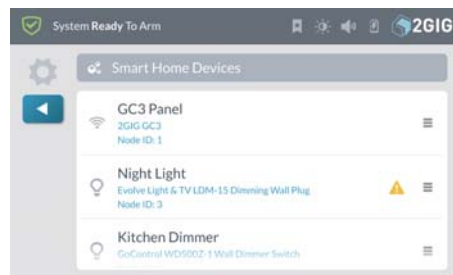 System Ready To Arm
2GIG
Smart Home Devices
GC3 Panel
2GIG GC3
Node ID: 1
Night Light
Evolve Light & TV LDM-15 Dimming Wall Plug
Node ID: 3
Kitchen Dimmer
GoControl WD500Z-1 Wall Dimmer Switch